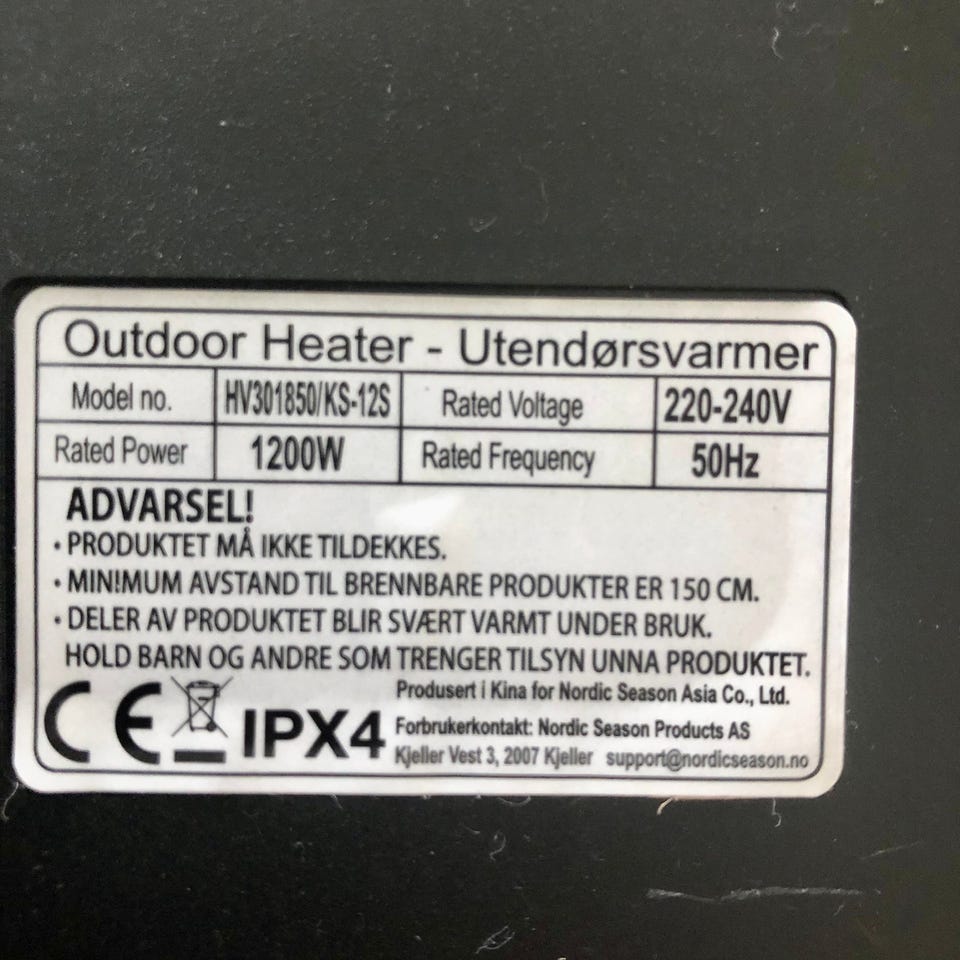 Outdoor Heater - Utendørsvarmer
Model no. HV301850/KS-12S Rated Voltage 220-240V
Rated Power 1200W Rated Frequency 50Hz
ADVARSEL!
• PRODUKTET MÅ IKKE TILDEKKES.
• MINIMUM AVSTAND TIL BRENNBARE PRODUKTER ER 150 CM.
• DELER AV PRODUKTET BLIR SVÆRT VARMT UNDER BRUK.
HOLD BARN OG ANDRE SOM TRENGER TILSYN UNNA PRODUKTET.
Produsert i Kina for Nordic Season Asia Co., Ltd.
CE IPX4 Forbrukerkontakt: Nordic Season Products AS
Kjeller Vest 3, 2007 Kjeller support@nordicseason.no